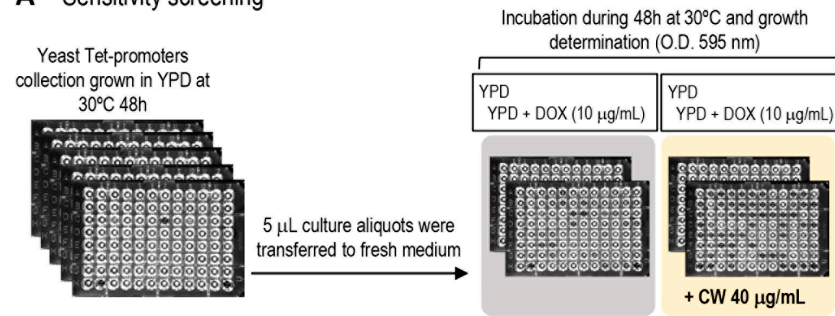 A Sensitivity screening
Incubation during 48h at 30ºC and growth
determination (O.D. 595 nm)
Yeast Tet-promoters
collection grown in YPD at
30ºC 48h
YPD
YPD + DOX (10 µg/mL)
YPD
YPD + DOX (10 µg/mL)
5 µL culture aliquots were
transferred to fresh medium
+ CW 40 µg/mL